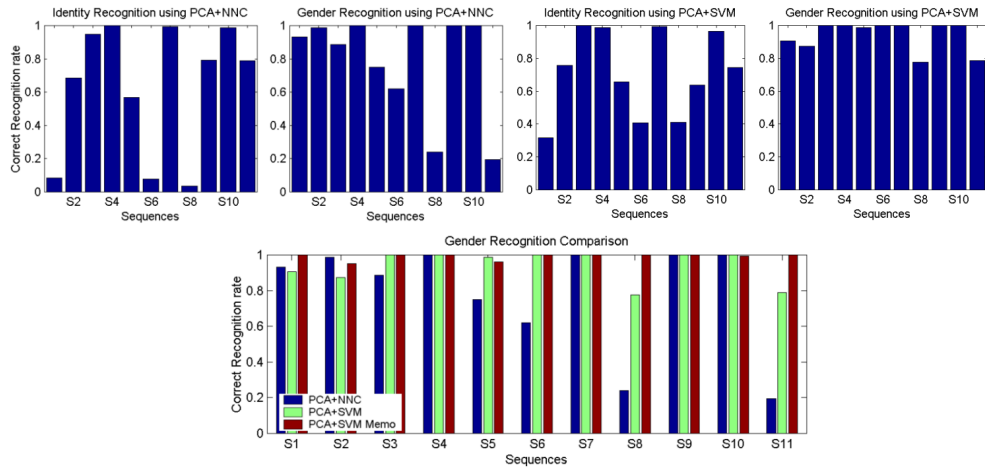 Identity Recognition using PCA+NNC
Correct Recognition rate
1
0.8
0.6
0.4
0.2
0
S2 S4 S6 S8 S10
Sequences
Gender Recognition using PCA+NNC
1
0.8
0.6
0.4
0.2
0
S2 S4 S6 S8 S10
Sequences
Identity Recognition using PCA+SVM
1
0.8
0.6
0.4
0.2
0
S2 S4 S6 S8 S10
Sequences
Gender Recognition using PCA+SVM
1
0.8
0.6
0.4
0.2
0
S2 S4 S6 S8 S10
Sequences
Gender Recognition Comparison
Correct Recognition rate
1
0.8
0.6
0.4
0.2
0
PCA+NNC
PCA+SVM
PCA+SVM Memo
S1 S2 S3 S4 S5 S6 S7 S8 S9 S10 S11
Sequences